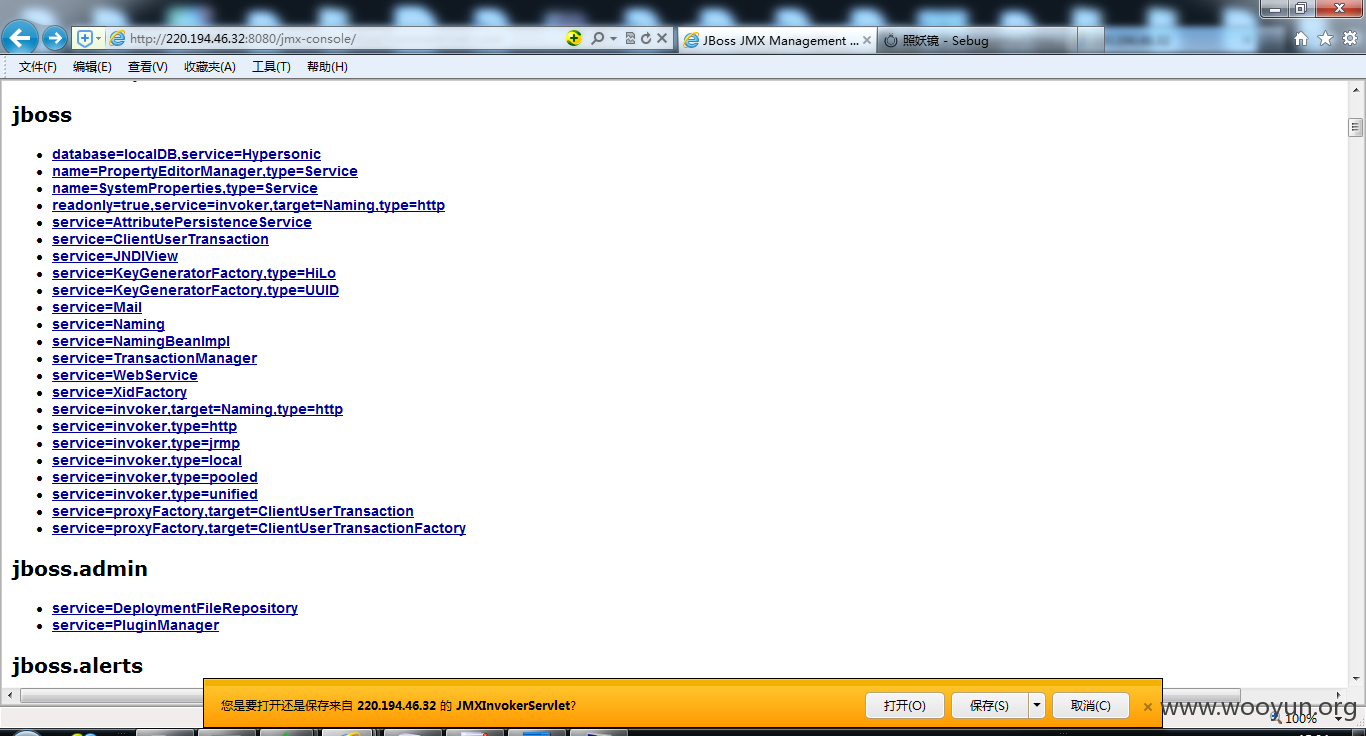 http://220.194.46.32:8080/jmx-console/
JBoss JMX Management ...
照妖镜 - Sebug
文件(F) 编辑(E) 查看(V) 收藏夹(A) 工具(T) 帮助(H)
jboss
database=localDB,service=Hypersonic
name=PropertyEditorManager,type=Service
name=SystemProperties,type=Service
readonly=true,service=invoker,target=Naming,type=http
service=AttributePersistenceService
service=ClientUserTransaction
service=JNDIView
service=KeyGeneratorFactory,type=HiLo
service=KeyGeneratorFactory,type=UUID
service=Mail
service=Naming
service=NamingBeanImpl
service=TransactionManager
service=WebService
service=XidFactory
service=invoker,target=Naming,type=http
service=invoker,type=http
service=invoker,type=jrmp
service=invoker,type=local
service=invoker,type=pooled
service=invoker,type=unified
service=proxyFactory,target=ClientUserTransaction
service=proxyFactory,target=ClientUserTransactionFactory
jboss.admin
service=DeploymentFileRepository
service=PluginManager
jboss.alerts
您是要打开还是保存来自 220.194.46.32 的 JMXInvokerServlet?
打开(O) 保存(S) 取消(C)
www.wooyun.org
100%